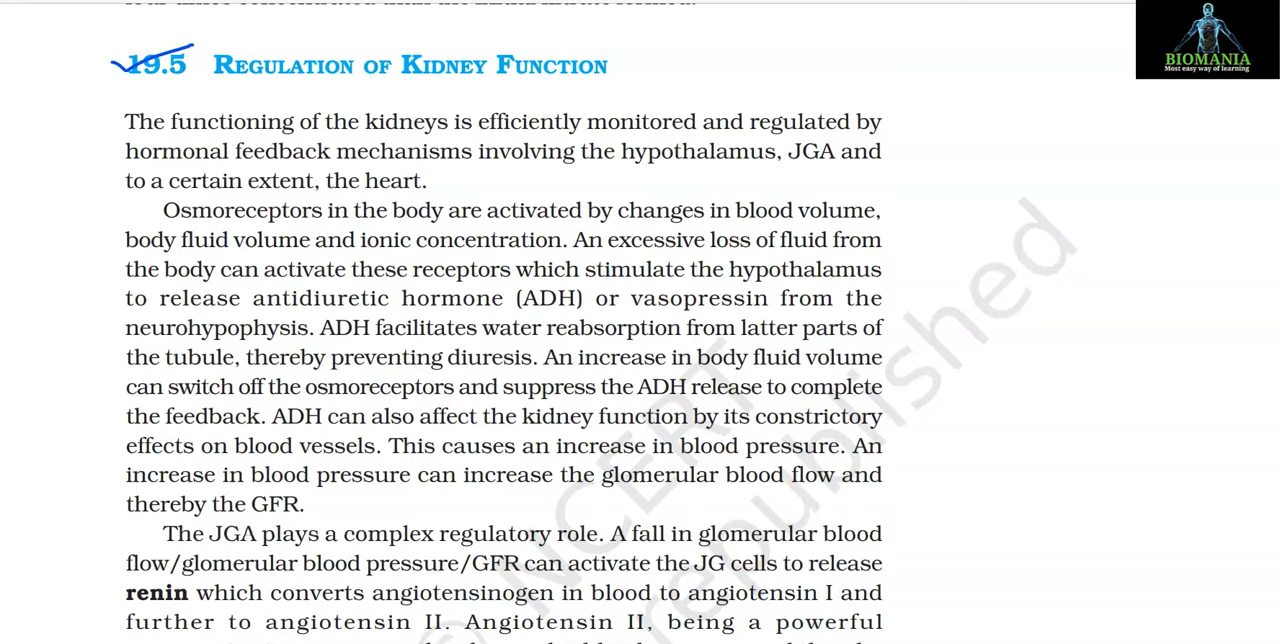 19.5 REGULATION OF KIDNEY FUNCTION
BIOMANIA
Most easy way of learning
The functioning of the kidneys is efficiently monitored and regulated by
hormonal feedback mechanisms involving the hypothalamus, JGA and
to a certain extent, the heart.
Osmoreceptors in the body are activated by changes in blood volume,
body fluid volume and ionic concentration. An excessive loss of fluid from
the body can activate these receptors which stimulate the hypothalamus
to release antidiuretic hormone (ADH) or vasopressin from the
neurohypophysis. ADH facilitates water reabsorption from latter parts of
the tubule, thereby preventing diuresis. An increase in body fluid volume
can switch off the osmoreceptors and suppress the ADH release to complete
the feedback. ADH can also affect the kidney function by its constrictory
effects on blood vessels. This causes an increase in blood pressure. An
increase in blood pressure can increase the glomerular blood flow and
thereby the GFR.
The JGA plays a complex regulatory role. A fall in glomerular blood
flow/glomerular blood pressure/GFR can activate the JG cells to release
renin which converts angiotensinogen in blood to angiotensin I and
further to angiotensin II. Angiotensin II, being a powerful
© NCERT
republished